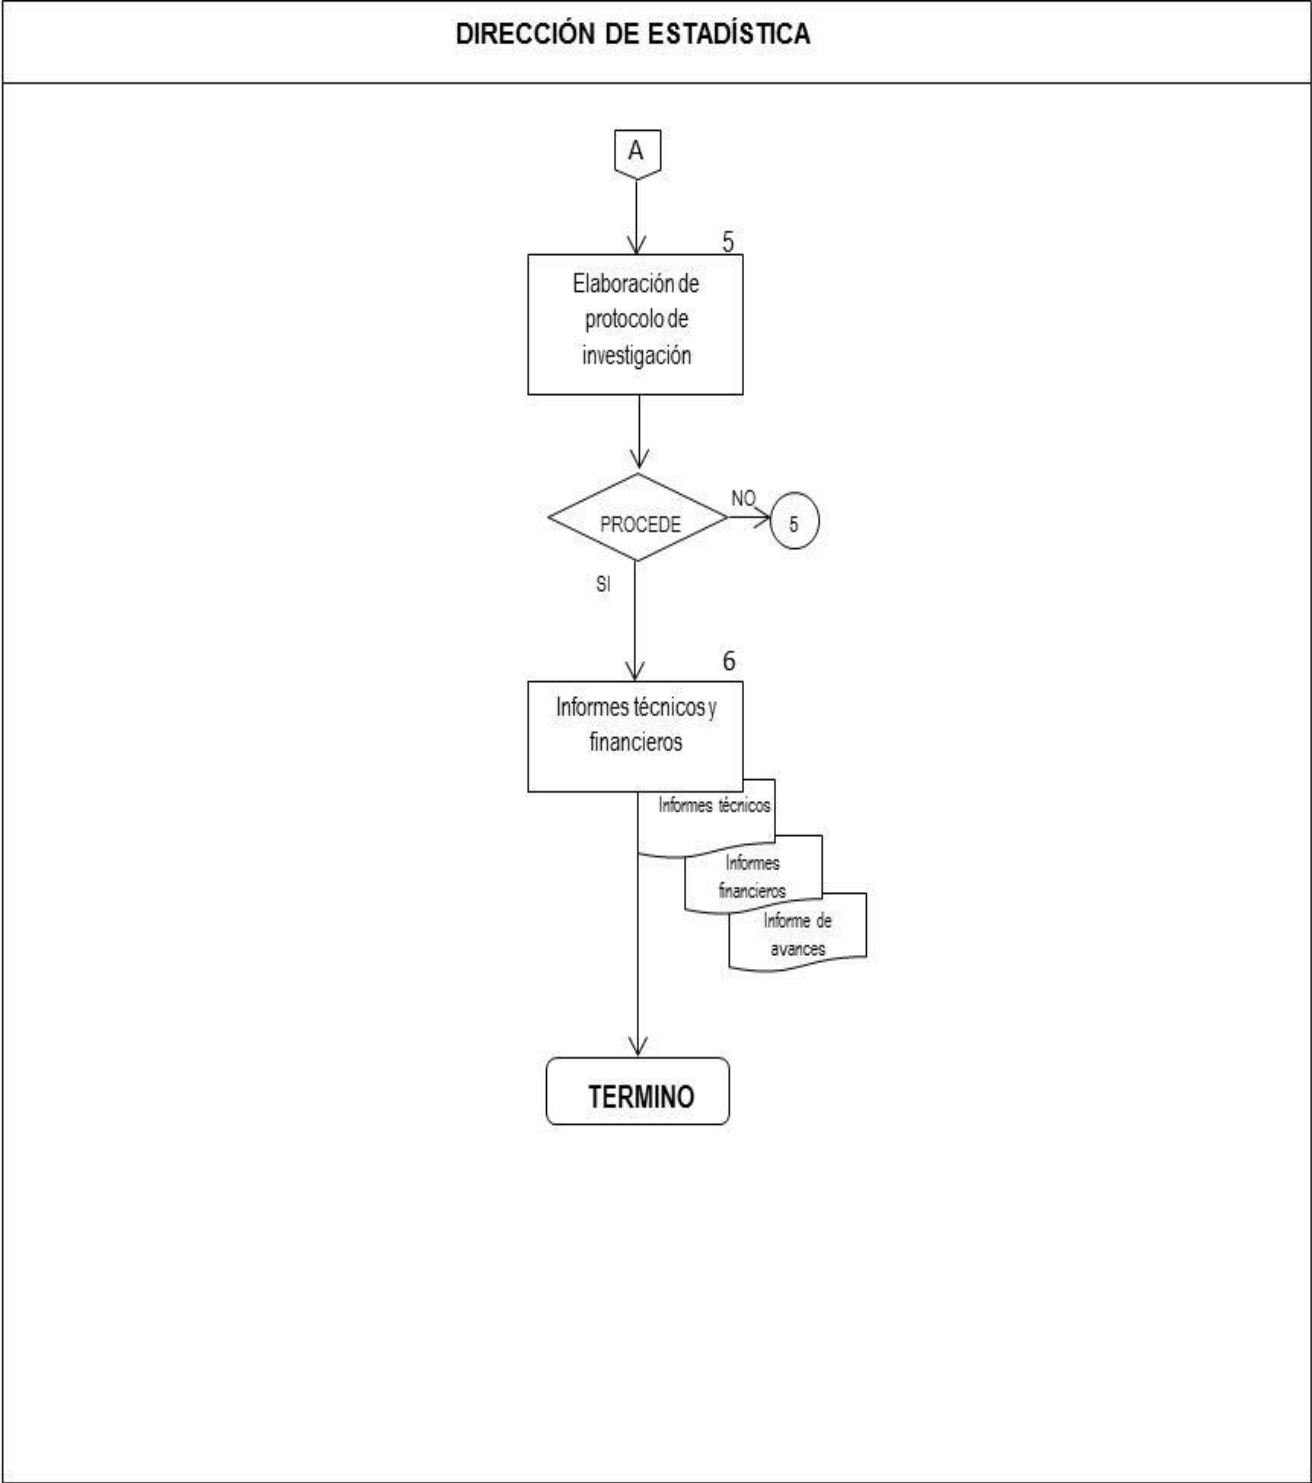 DIRECCIÓN DE ESTADÍSTICA
A
5
Elaboración de
protocolo de
investigación
PROCEDE
NO
5
SI
6
Informes técnicos y
financieros
Informes técnicos
Informes
financieros
Informe de
avances
TERMINO